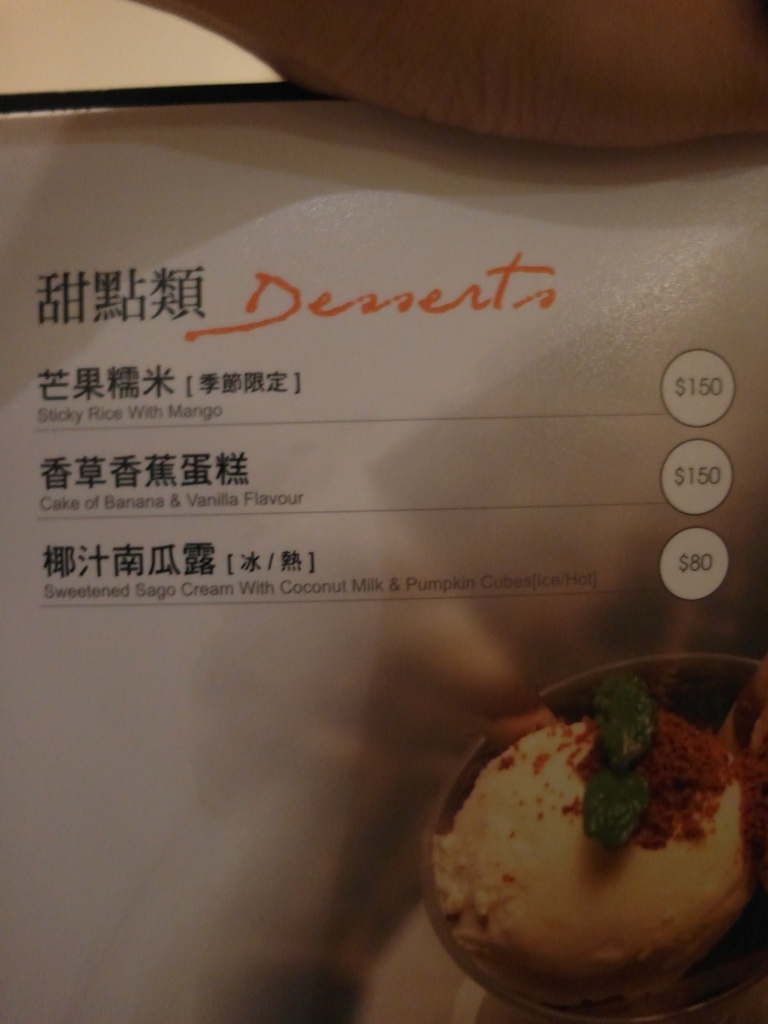 甜點類 Desserts
芒果糯米 [ 季節限定 ]
Sticky Rice With Mango
$150
香草香蕉蛋糕
Cake of Banana & Vanilla Flavour
$150
椰汁南瓜露 [ 冰 / 熱 ]
Sweetened Sago Cream With Coconut Milk & Pumpkin Cubes[Ice/Hot]
$80